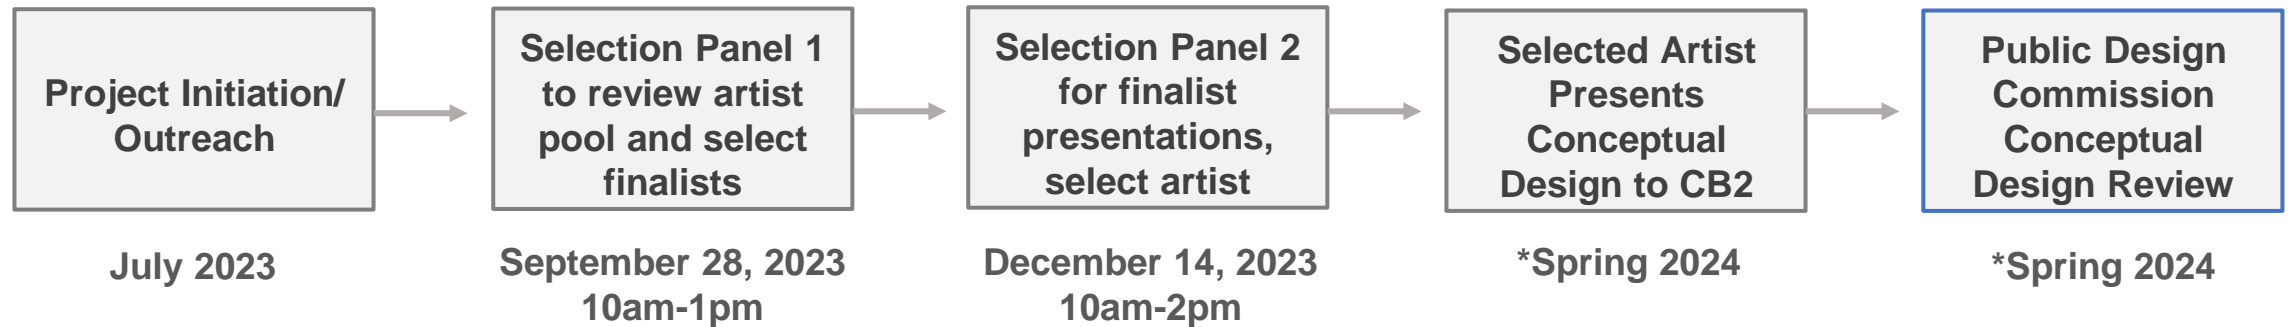 Project Initiation/
Outreach
Selection Panel 1
to review artist
pool and select
finalists
Selection Panel 2
for finalist
presentations,
select artist
Selected Artist
Presents
Conceptual
Design to CB2
Public Design
Commission
Conceptual
Design Review
July 2023
September 28, 2023
10am-1pm
December 14, 2023
10am-2pm
*Spring 2024
*Spring 2024